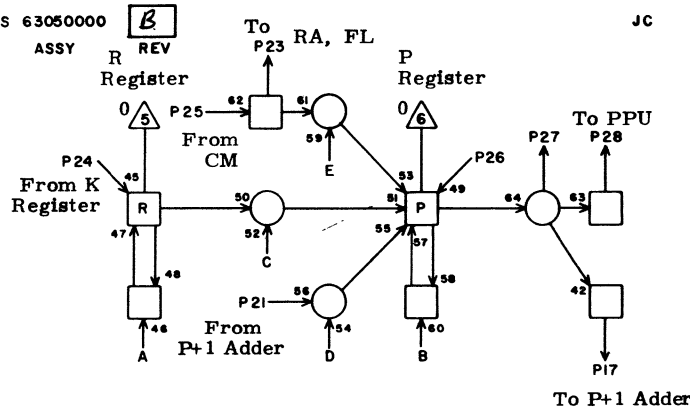 S 63050000 B. JC
ASSY REV
To
P23 RA, FL
R
Register
P
Register
O 5
P25
62
61
O 6
To PPU
P27 P28
From
CM
59
E
P24
45
53
P26
From K
Register
R
50
51
P
49
64
63
47
52
55
57
C
48
56
58
42
P21
46
54
60
A
From
P+1 Adder
D
B
P17
To P+1 Adder